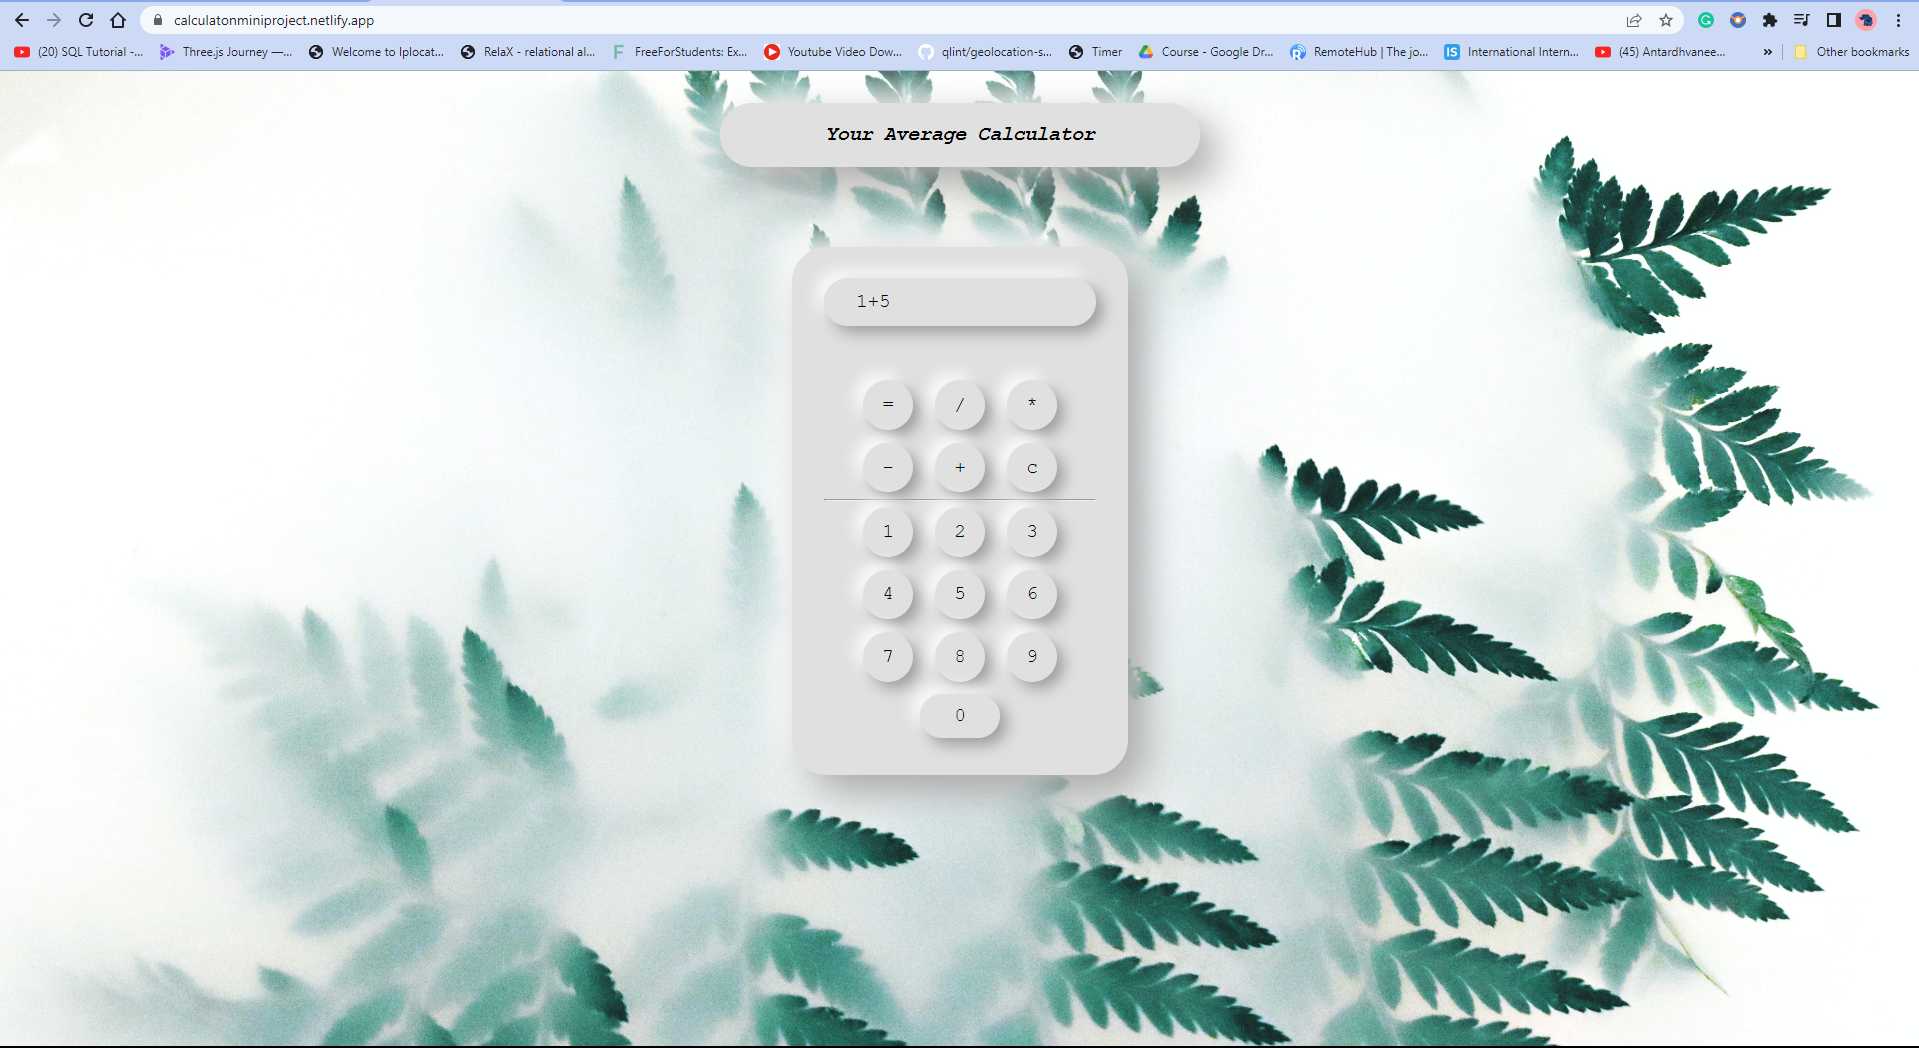 calculatonminiproject.netlify.app
(20) SQL Tutorial -... Three.js Journey —... Welcome to Iplocat... RelaX - relational al... FreeForStudents: Ex... Youtube Video Dow... qlint/geolocation-s... Timer Course - Google Dr... RemoteHub | The jo... International Intern... (45) Antardhvanee... » Other bookmarks
Your Average Calculator
1+5
= / *
- + c
1 2 3
4 5 6
7 8 9
0